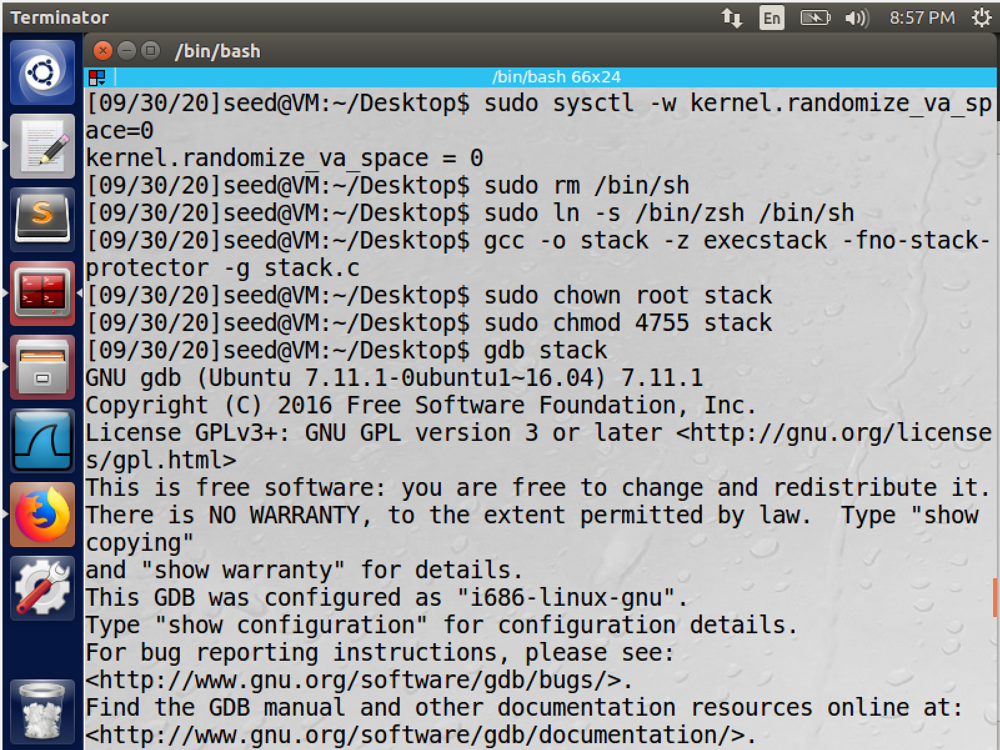 Terminator
En
8:57 PM
/bin/bash
/bin/bash 66x24
[09/30/20]seed@VM:~/Desktop$ sudo sysctl -w kernel.randomize_va_sp
ace=0
kernel.randomize_va_space = 0
[09/30/20]seed@VM:~/Desktop$ sudo rm /bin/sh
[09/30/20]seed@VM:~/Desktop$ sudo ln -s /bin/zsh /bin/sh
[09/30/20]seed@VM:~/Desktop$ gcc -o stack -z execstack -fno-stack-
protector -g stack.c
[09/30/20]seed@VM:~/Desktop$ sudo chown root stack
[09/30/20]seed@VM:~/Desktop$ sudo chmod 4755 stack
[09/30/20]seed@VM:~/Desktop$ gdb stack
GNU gdb (Ubuntu 7.11.1-0ubuntu1~16.04) 7.11.1
Copyright (C) 2016 Free Software Foundation, Inc.
License GPLv3+: GNU GPL version 3 or later <http://gnu.org/license
s/gpl.html>
This is free software: you are free to change and redistribute it.
There is NO WARRANTY, to the extent permitted by law.  Type "show
copying"
and "show warranty" for details.
This GDB was configured as "i686-linux-gnu".
Type "show configuration" for configuration details.
For bug reporting instructions, please see:
<http://www.gnu.org/software/gdb/bugs/>.
Find the GDB manual and other documentation resources online at:
<http://www.gnu.org/software/gdb/documentation/>.